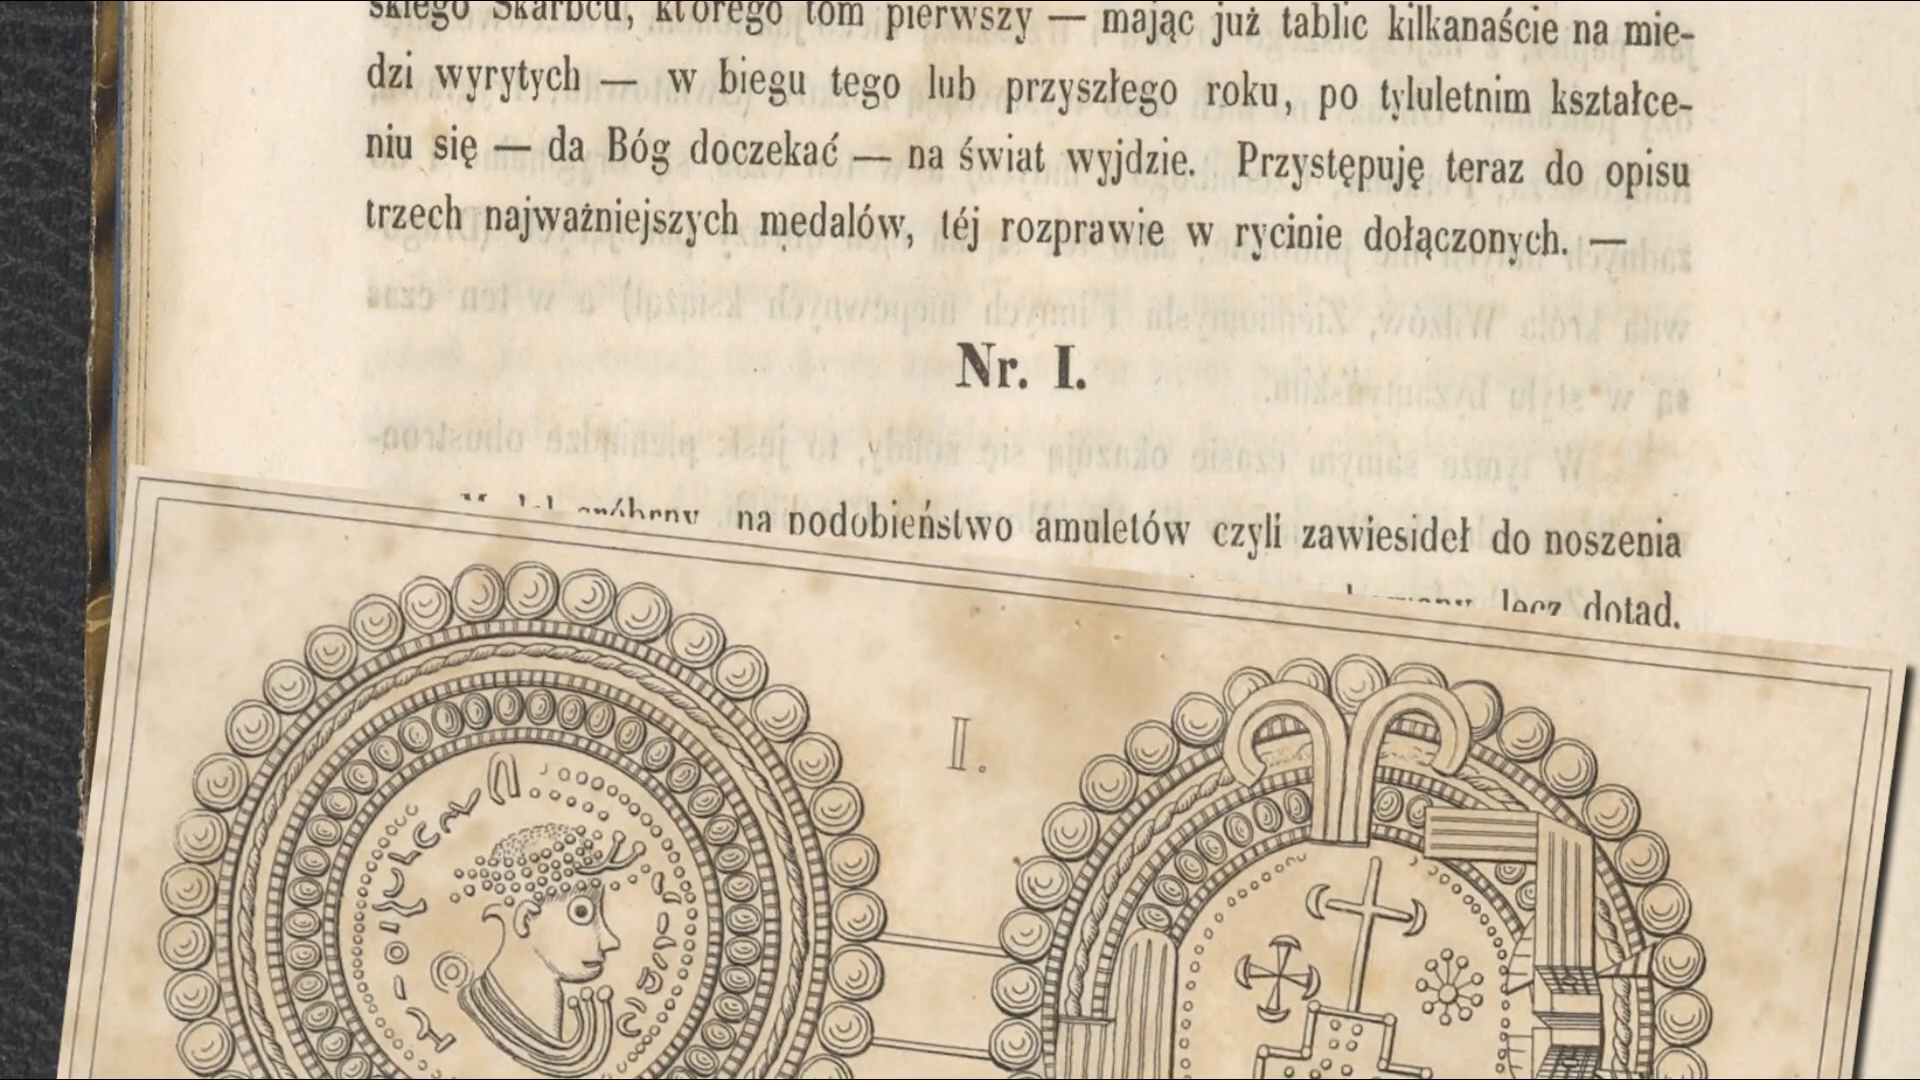 skiego Skarbcu, którego tom pierwszy — mając już tablic kilkanaście na mie-
dzi wyrytych — w biegu tego lub przyszłego roku, po tyluletnim kształce-
niu się — da Bóg doczekać — na świat wyjdzie. Przystępuję teraz do opisu
trzech najważniejszych medalów, téj rozprawie w rycinie dołączonych. —
Nr. I.
na podobieństwo amuletów czyli zawiesideł do noszenia
lecz dotąd.
I.